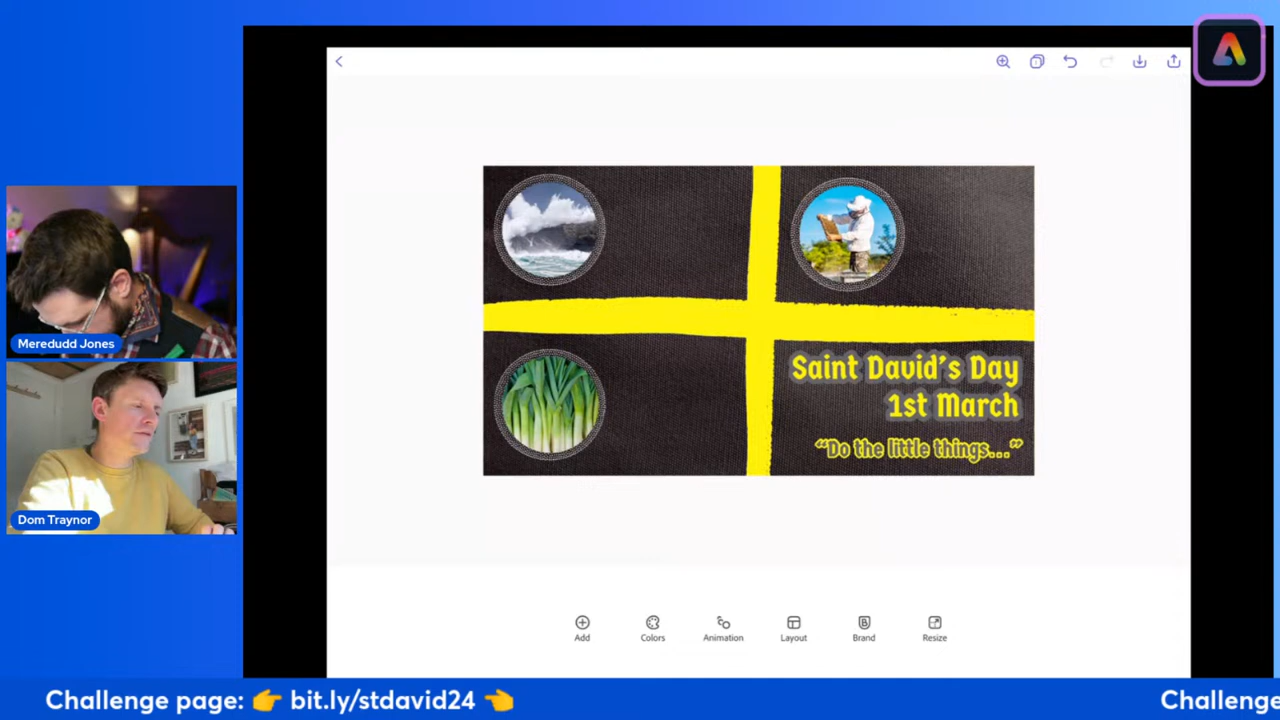 Meredudd Jones
Dom Traynor
Saint David's Day
1st March
“Do the little things...”
Add
Colors
Animation
Layout
Brand
Resize
Challenge page: 👉 bit.ly/stdavid24 👈
Challenge